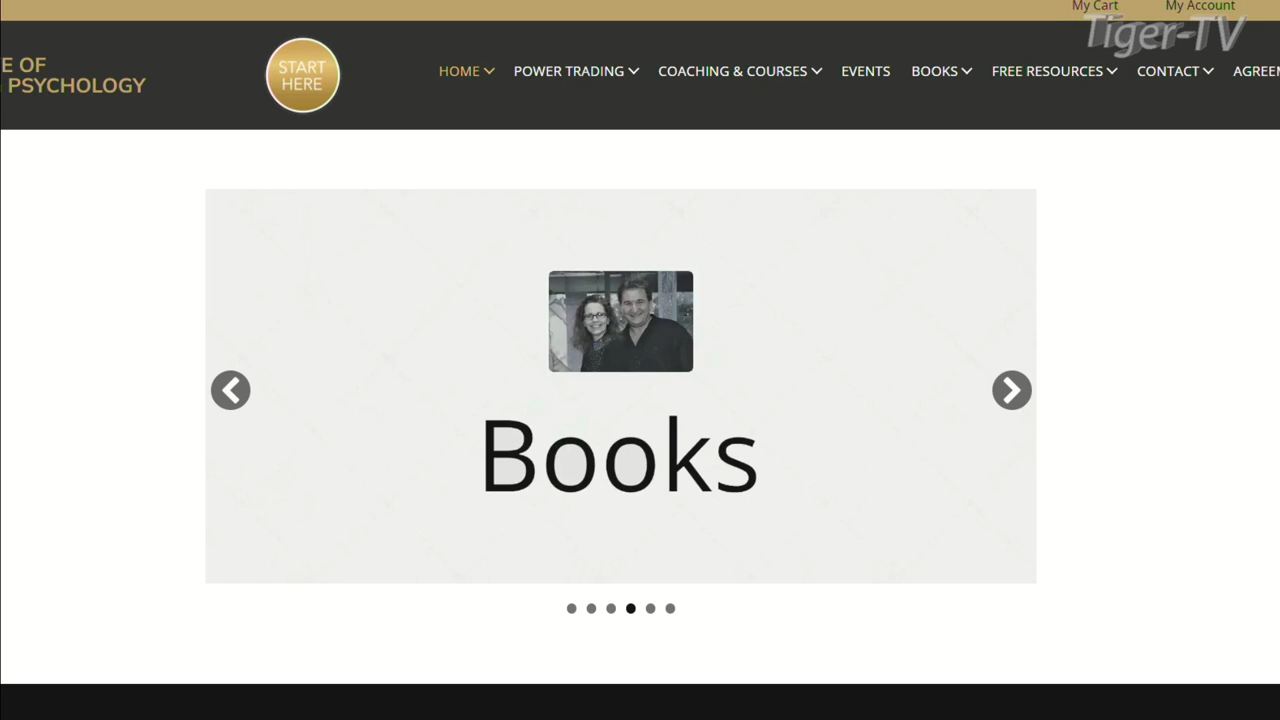 My Cart
My Account
Tiger-TV
E OF
PSYCHOLOGY
START
HERE
HOME
POWER TRADING
COACHING & COURSES
EVENTS
BOOKS
FREE RESOURCES
CONTACT
AGREEM
Books